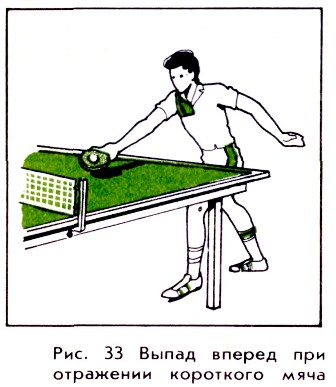 Рис. 33 Выпад вперед при
отражении короткого мяча